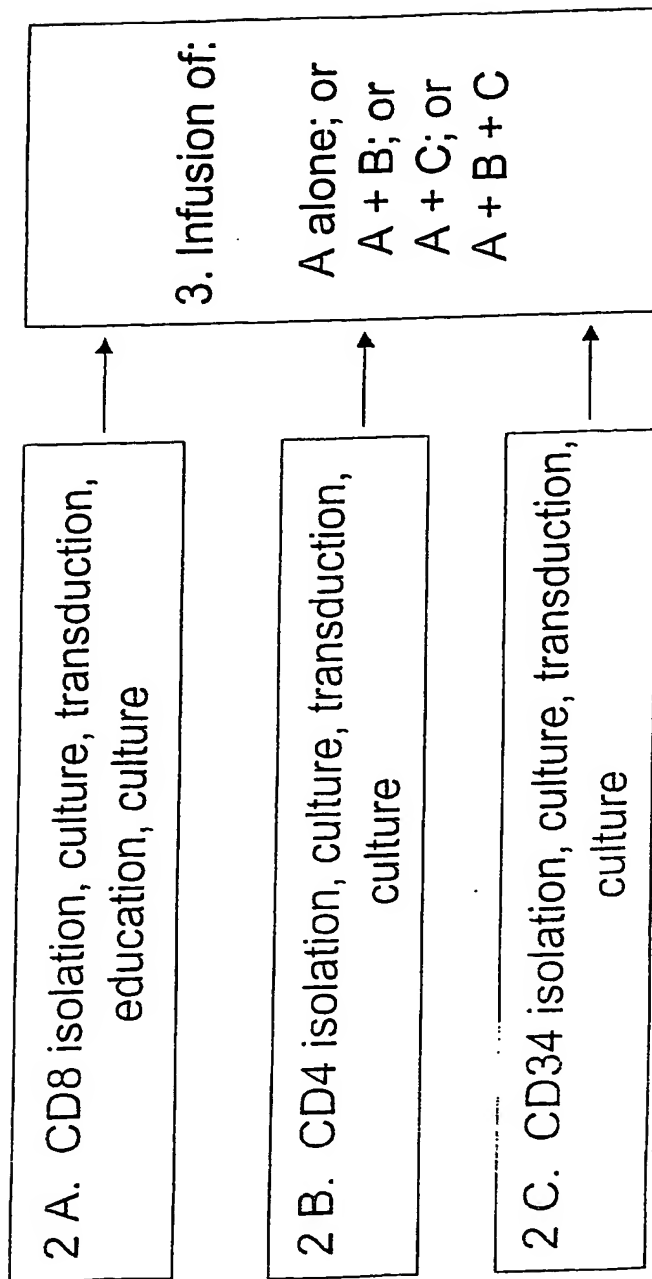 2 A. CD8 isolation, culture, transduction,
education, culture
2 B. CD4 isolation, culture, transduction,
culture
2 C. CD34 isolation, culture, transduction,
culture
3. Infusion of:
A alone; or
A + B; or
A + C; or
A + B + C